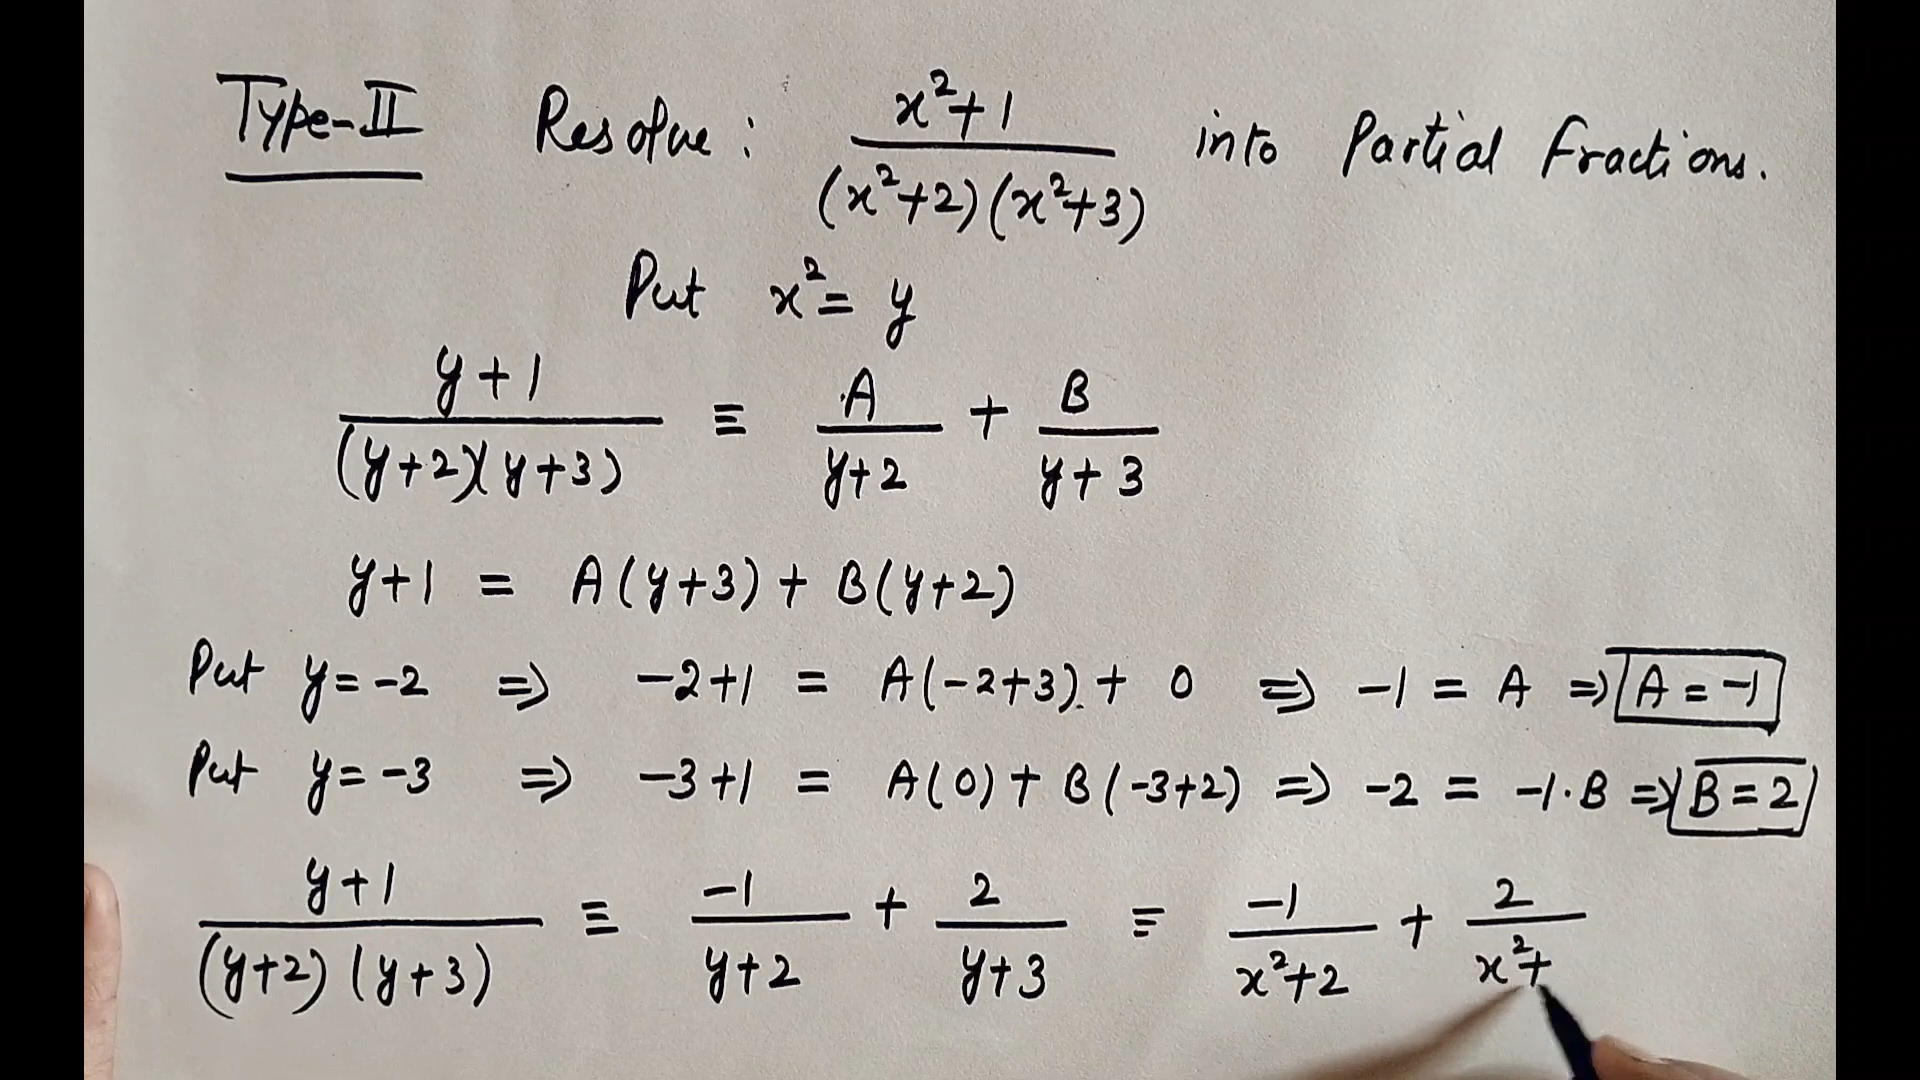 Type-II Resolve: x²+1 / (x²+2)(x²+3) into Partial Fractions.
Put x² = y
y+1 / (y+2)(y+3) ≡ A / y+2 + B / y+3
y+1 = A(y+3) + B(y+2)
Put y=-2 ⇒ -2+1 = A(-2+3) + 0 ⇒ -1 = A ⇒ A = -1
Put y=-3 ⇒ -3+1 = A(0) + B(-3+2) ⇒ -2 = -1·B ⇒ B = 2
y+1 / (y+2)(y+3) ≡ -1 / y+2 + 2 / y+3 ≡ -1 / x²+2 + 2 / x²+